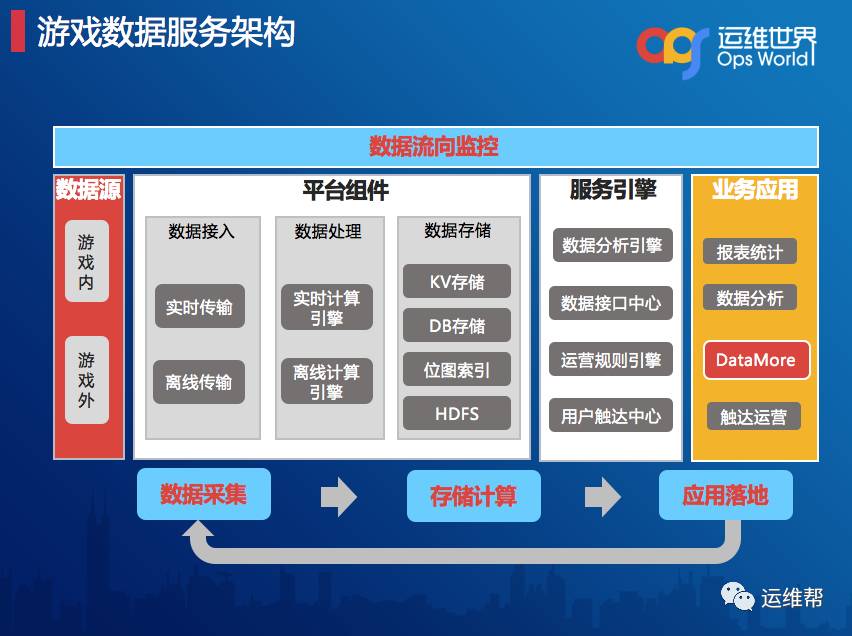 游戏数据服务架构
运维世界
Ops World
数据流向监控
数据源
游
戏
内
游
戏
外
平台组件
数据接入
实时传输
离线传输
数据处理
实时计算
引擎
离线计算
引擎
数据存储
KV存储
DB存储
位图索引
HDFS
服务引擎
数据分析引擎
数据接口中心
运营规则引擎
用户触达中心
业务应用
报表统计
数据分析
DataMore
触达运营
数据采集
存储计算
应用落地
运维帮